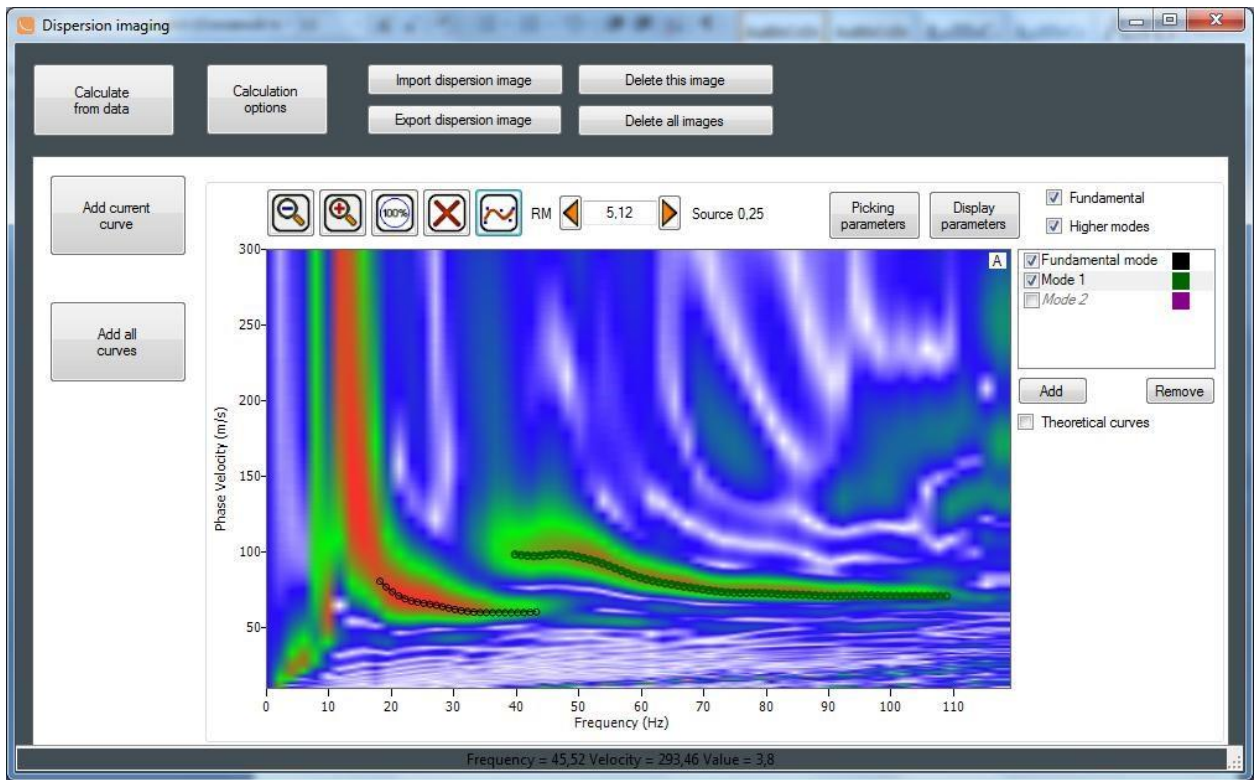 Dispersion imaging
Calculate
from data
Calculation
options
Import dispersion image
Delete this image
Export dispersion image
Delete all images
Add current
curve
Add all
curves
100%
RM
5,12
Source 0,25
Picking
parameters
Display
parameters
Fundamental
Higher modes
A
Fundamental mode
Mode 1
Mode 2
Add
Remove
Theoretical curves
Phase Velocity (m/s)
300
250
200
150
100
50
0 10 20 30 40 50 60 70 80 90 100 110
Frequency (Hz)
Frequency = 45,52 Velocity = 293,46 Value = 3,8